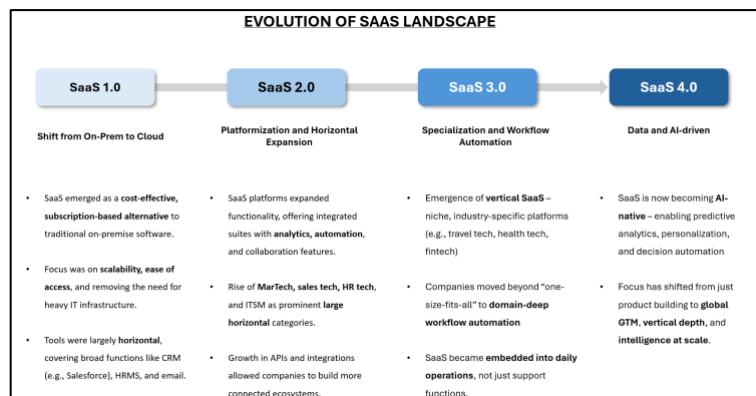 EVOLUTION OF SAAS LANDSCAPE
SaaS 1.0
SaaS 2.0
SaaS 3.0
SaaS 4.0
Shift from On-Prem to Cloud
Platformization and Horizontal
Expansion
Specialization and Workflow
Automation
Data and AI-driven
• SaaS emerged as a cost-effective,
subscription-based alternative to
traditional on-premise software.
• Focus was on scalability, ease of
access, and removing the need for
heavy IT infrastructure.
• Tools were largely horizontal,
covering broad functions like CRM
(e.g., Salesforce), HRMS, and email.
• SaaS platforms expanded
functionality, offering integrated
suites with analytics, automation,
and collaboration features.
• Rise of MarTech, sales tech, HR tech,
and ITSM as prominent large
horizontal categories.
• Growth in APIs and integrations
allowed companies to build more
connected ecosystems.
• Emergence of vertical SaaS –
niche, industry-specific platforms
(e.g., travel tech, health tech,
fintech)
• Companies moved beyond “one-
size-fits-all” to domain-deep
workflow automation
• SaaS became embedded into daily
operations, not just support
functions.
• SaaS is now becoming AI-
native – enabling predictive
analytics, personalization,
and decision automation
• Focus has shifted from just
product building to global
GTM, vertical depth, and
intelligence at scale.